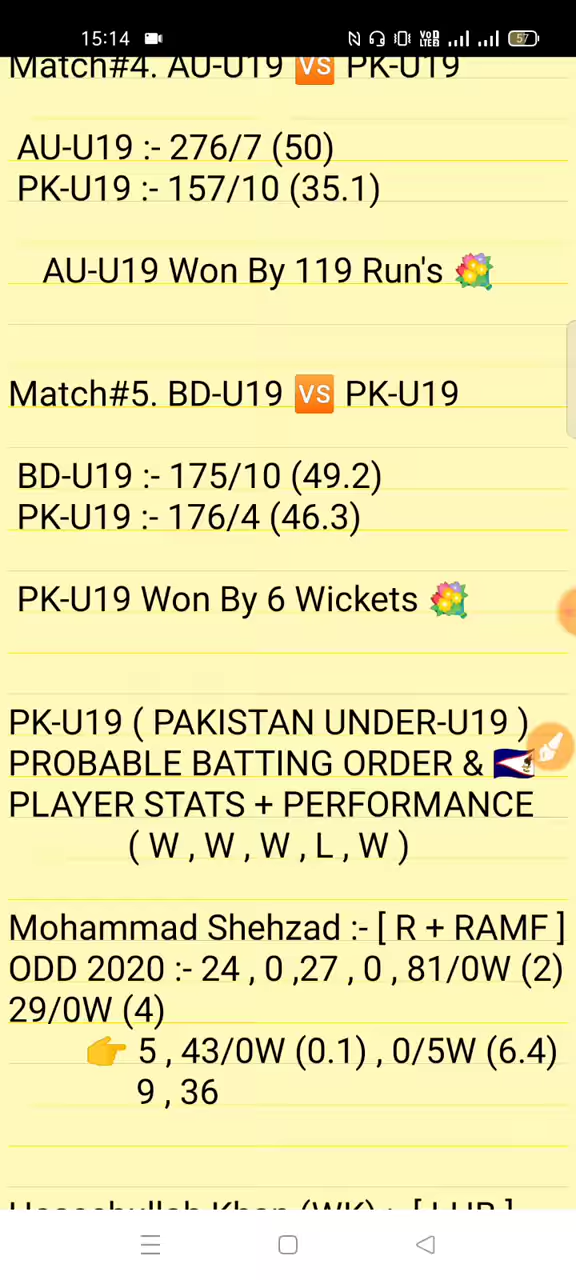 15:14
57
Match#4. AU-U19 🆚 PK-U19
AU-U19 :- 276/7 (50)
PK-U19 :- 157/10 (35.1)
AU-U19 Won By 119 Run's 💐
Match#5. BD-U19 🆚 PK-U19
BD-U19 :- 175/10 (49.2)
PK-U19 :- 176/4 (46.3)
PK-U19 Won By 6 Wickets 💐
PK-U19 ( PAKISTAN UNDER-U19 )
PROBABLE BATTING ORDER & 🇦🇸
PLAYER STATS + PERFORMANCE
( W , W , W , L , W )
Mohammad Shehzad :- [ R + RAMF ]
ODD 2020 :- 24 , 0 ,27 , 0 , 81/0W (2)
29/0W (4)
👉 5 , 43/0W (0.1) , 0/5W (6.4)
9 , 36